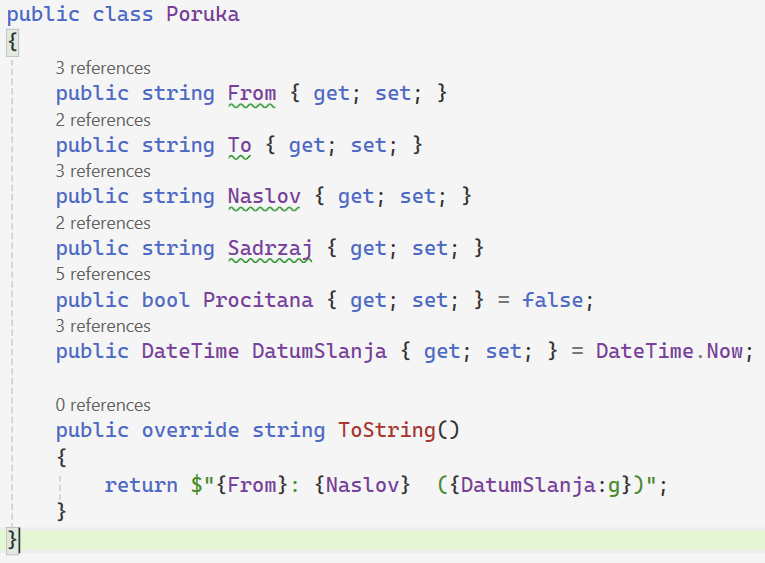 public class Poruka
{
3 references
public string From { get; set; }
2 references
public string To { get; set; }
3 references
public string Naslov { get; set; }
2 references
public string Sadrzaj { get; set; }
5 references
public bool Procitana { get; set; } = false;
3 references
public DateTime DatumSlanja { get; set; } = DateTime.Now;
0 references
public override string ToString()
{
return $"{From}: {Naslov}  ({DatumSlanja:g})";
}
}